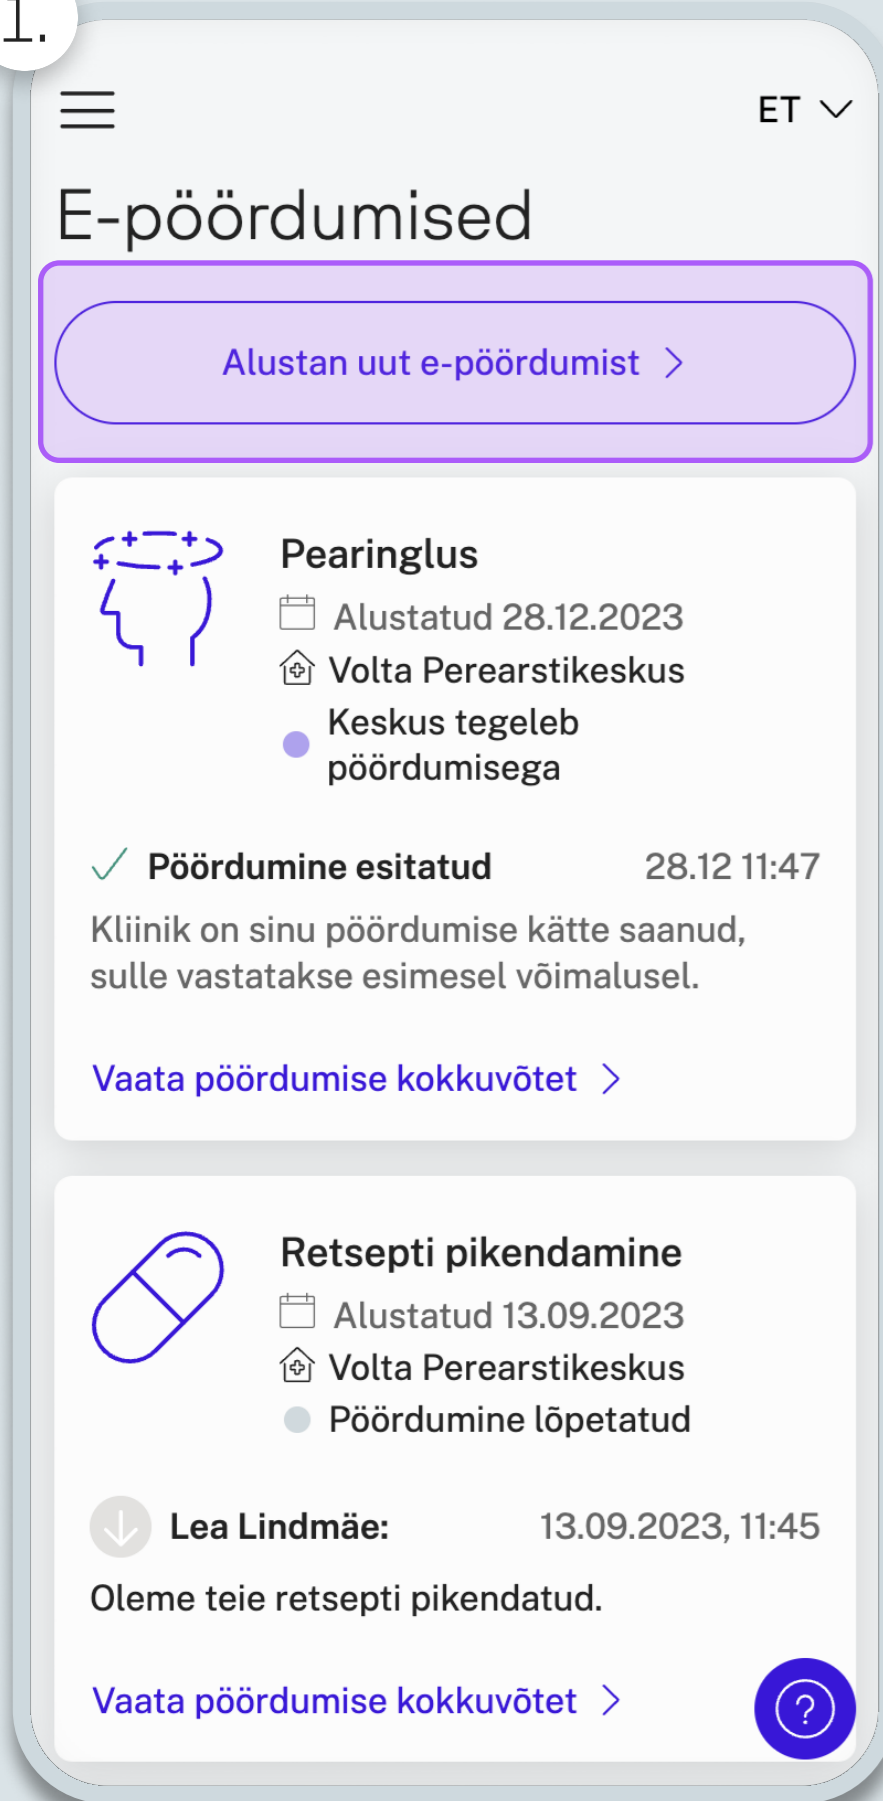 1.
ET
E-pöördumised
Alustan uut e-pöördumist
Pearinglus
Alustatud 28.12.2023
Volta Perearstikeskus
Keskus tegeleb
pöördumisega
Pöördumine esitatud 28.12 11:47
Kliinik on sinu pöördumise kätte saanud,
sulle vastatakse esimesel võimalusel.
Vaata pöördumise kokkuvõtet
Retsepti pikendamine
Alustatud 13.09.2023
Volta Perearstikeskus
Pöördumine lõpetatud
Lea Lindmäe: 13.09.2023, 11:45
Oleme teie retsepti pikendatud.
Vaata pöördumise kokkuvõtet
?